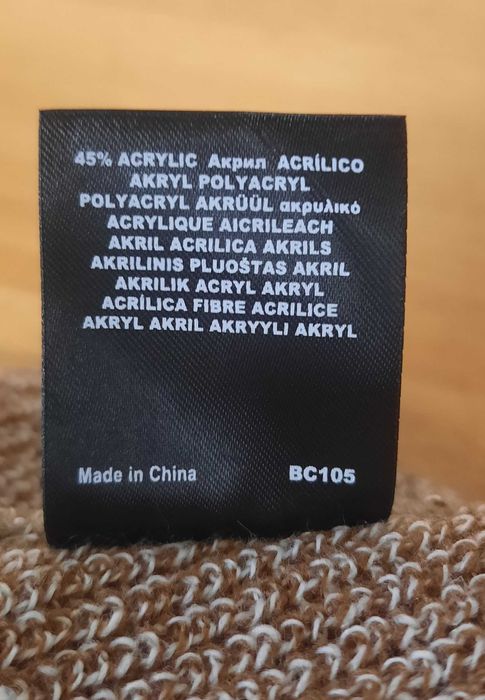 45% ACRYLIC Акрил ACRÍLICO
AKRYL POLYACRYL
POLYACRYL AKRÜÜL ακρυλικό
ACRYLIQUE AICRILEACH
AKRIL ACRILICA AKRILS
AKRILINIS PLUOŠTAS AKRIL
AKRILIK ACRYL AKRYL
ACRÍLICA FIBRE ACRILICE
AKRYL AKRIL AKRYYLI AKRYL
Made in China BC105